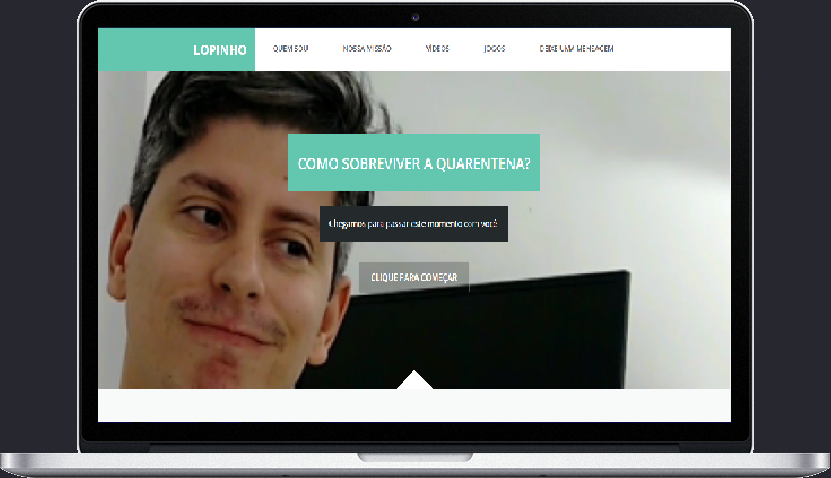 LOPINHO
QUEM SOU
NOSSA MISSÃO
VÍDEOS
JOGOS
DEIXE UMA MENSAGEM
COMO SOBREVIVER A QUARENTENA?
Chegamos para passar este momento com você
CLIQUE PARA COMEÇAR